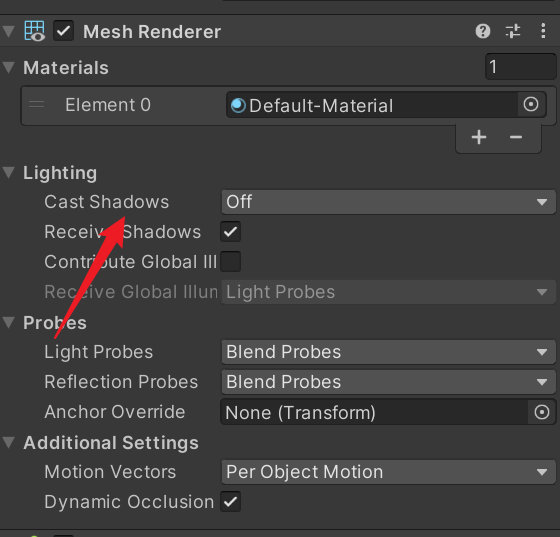 Mesh Renderer
Materials 1
Element 0 Default-Material
Lighting
Cast Shadows Off
Receive Shadows
Contribute Global Ill
Receive Global Illum Light Probes
Probes
Light Probes Blend Probes
Reflection Probes Blend Probes
Anchor Override None (Transform)
Additional Settings
Motion Vectors Per Object Motion
Dynamic Occlusion